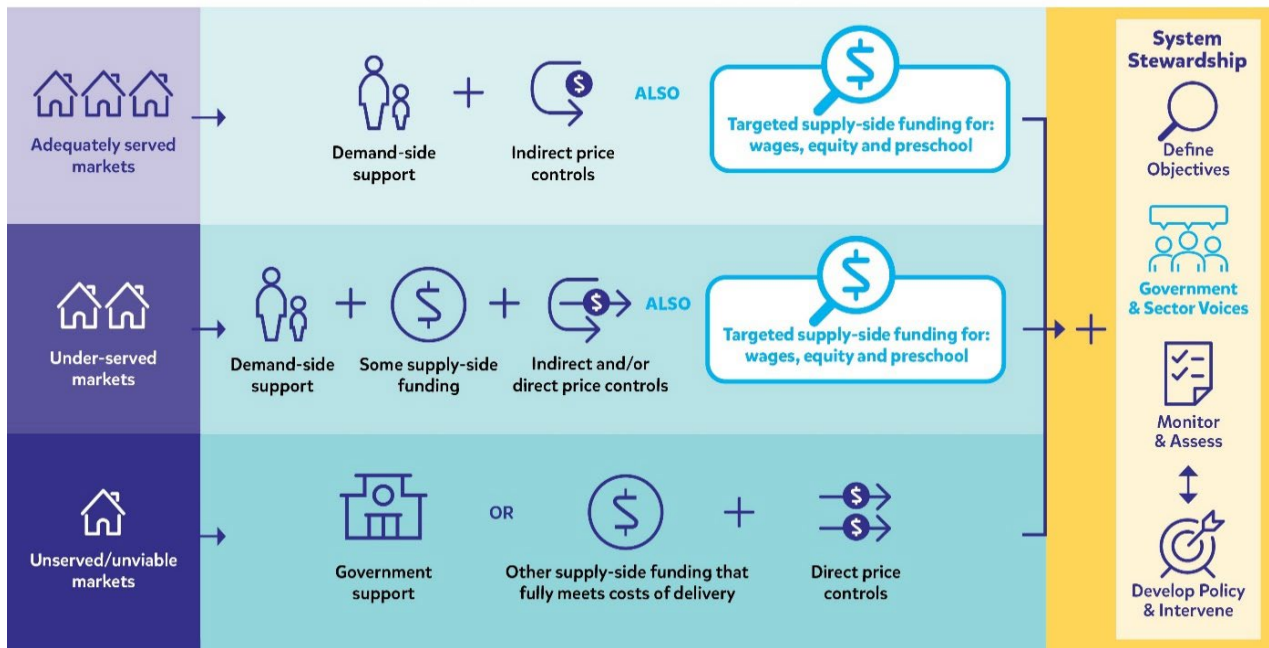 Adequately served
markets
Demand-side
support
Indirect price
controls
ALSO
Targeted supply-side funding for:
wages, equity and preschool
Under-served
markets
Demand-side
support
Some supply-side
funding
Indirect and/or
direct price controls
ALSO
Targeted supply-side funding for:
wages, equity and preschool
Unserved/unviable
markets
Government
support
OR
Other supply-side funding that
fully meets costs of delivery
Direct price
controls
System
Stewardship
Define
Objectives
Government
& Sector Voices
Monitor
& Assess
Develop Policy
& Intervene